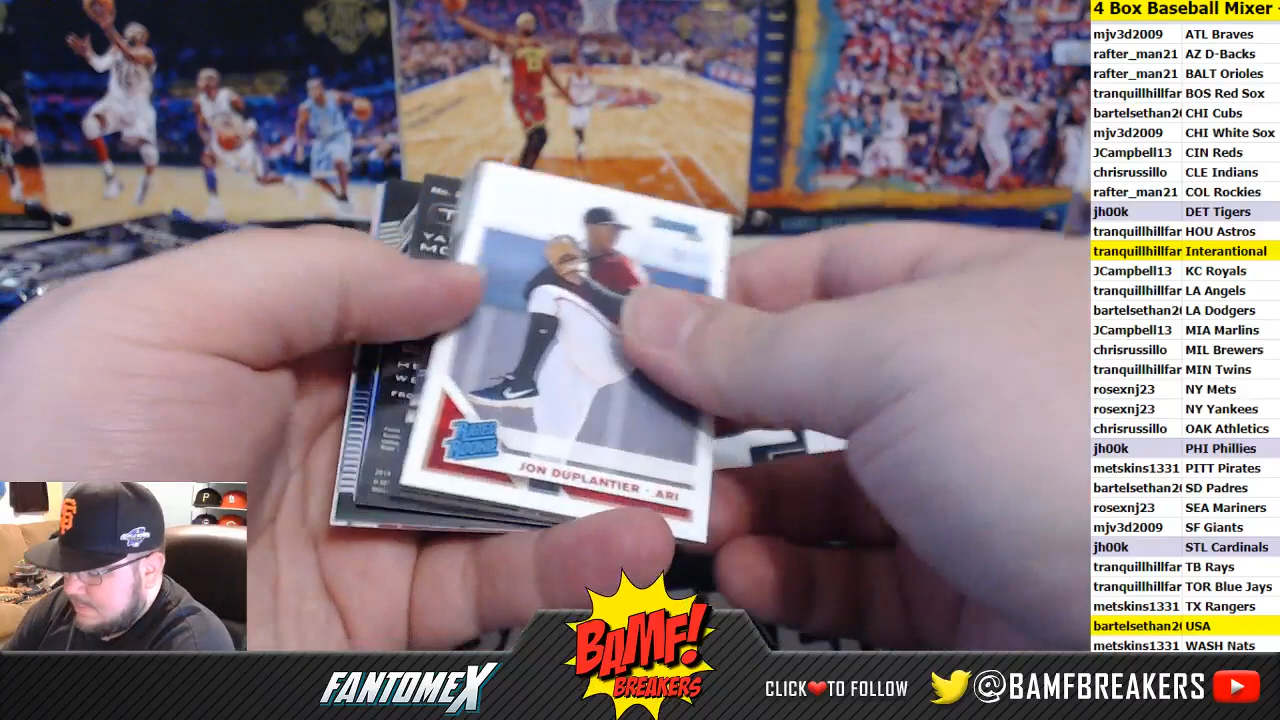 4 Box Baseball Mixer -
mjv3d2009 ATL Braves
rafter_man21 AZ D-Backs
rafter_man21 BALT Orioles
tranquillhillfar BOS Red Sox
bartelsethan20 CHI Cubs
mjv3d2009 CHI White Sox
JCampbell13 CIN Reds
chrisrussillo CLE Indians
rafter_man21 COL Rockies
jh00k DET Tigers
tranquillhillfar HOU Astros
tranquillhillfar Interantional
JCampbell13 KC Royals
tranquillhillfar LA Angels
bartelsethan20 LA Dodgers
JCampbell13 MIA Marlins
chrisrussillo MIL Brewers
tranquillhillfar MIN Twins
rosexnj23 NY Mets
rosexnj23 NY Yankees
chrisrussillo OAK Athletics
jh00k PHI Phillies
metskins1331 PITT Pirates
bartelsethan20 SD Padres
rosexnj23 SEA Mariners
mjv3d2009 SF Giants
jh00k STL Cardinals
tranquillhillfar TB Rays
tranquillhillfar TOR Blue Jays
metskins1331 TX Rangers
bartelsethan20 USA
metskins1331 WASH Nats
RATED
ROOKIE
JON DUPLANTIER - ARI
BAMF!
BREAKERS
FANTOMEX
CLICK TO FOLLOW
@BAMFBREAKERS